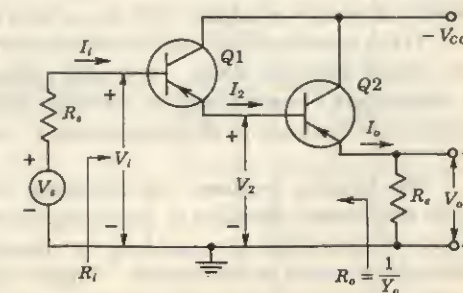 − V_CC
I_i
Q1
Q2
I_2
I_o
+
R_s
V_i
V_2
+
V_s
−
R_e
V_o
R_i
R_o = 1/Y_o